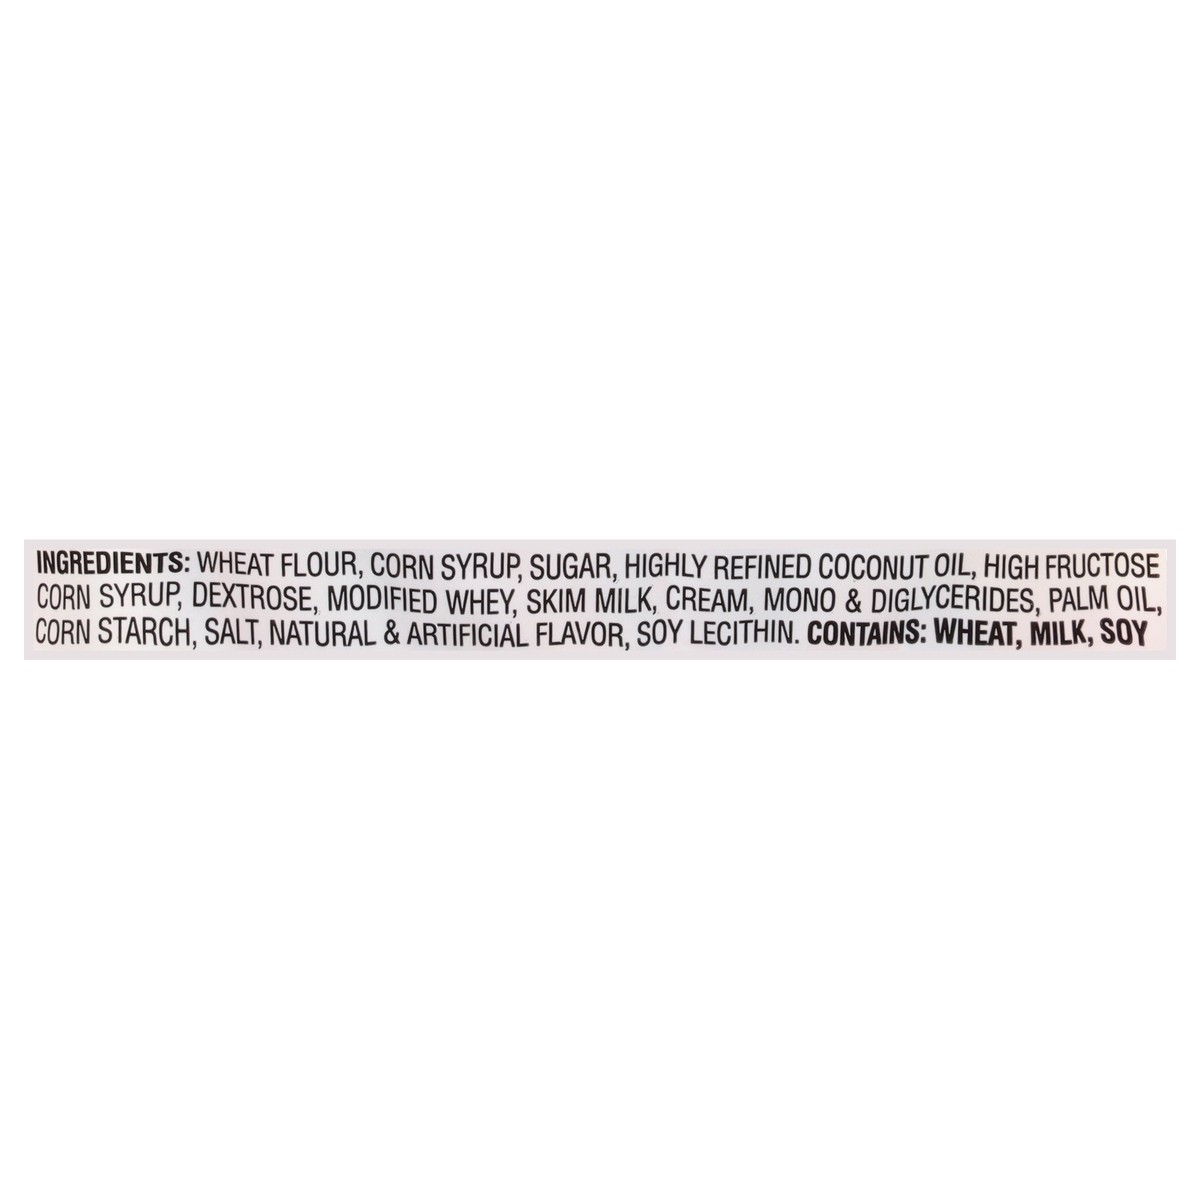 INGREDIENTS: WHEAT FLOUR, CORN SYRUP, SUGAR, HIGHLY REFINED COCONUT OIL, HIGH FRUCTOSE
CORN SYRUP, DEXTROSE, MODIFIED WHEY, SKIM MILK, CREAM, MONO & DIGLYCERIDES, PALM OIL,
CORN STARCH, SALT, NATURAL & ARTIFICIAL FLAVOR, SOY LECITHIN. CONTAINS: WHEAT, MILK, SOY